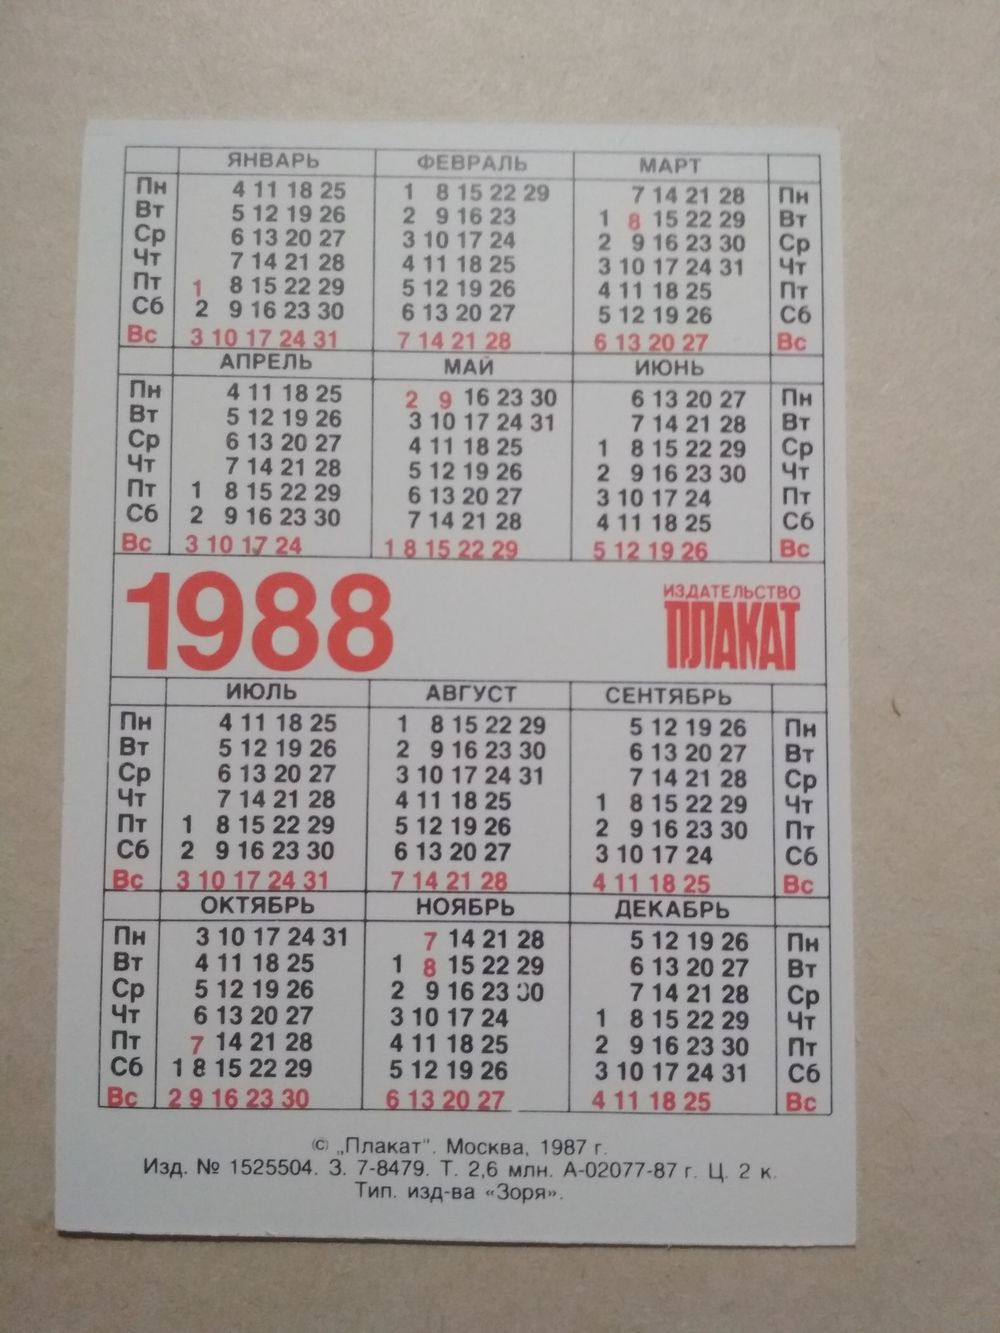 ЯНВАРЬ ФЕВРАЛЬ МАРТ
Пн 4 11 18 25 1 8 15 22 29 7 14 21 28 Пн
Вт 5 12 19 26 2 9 16 23 1 8 15 22 29 Вт
Ср 6 13 20 27 3 10 17 24 2 9 16 23 30 Ср
Чт 7 14 21 28 4 11 18 25 3 10 17 24 31 Чт
Пт 1 8 15 22 29 5 12 19 26 4 11 18 25 Пт
Сб 2 9 16 23 30 6 13 20 27 5 12 19 26 Сб
Вс 3 10 17 24 31 7 14 21 28 6 13 20 27 Вс
АПРЕЛЬ МАЙ ИЮНЬ
Пн 4 11 18 25 2 9 16 23 30 6 13 20 27 Пн
Вт 5 12 19 26 3 10 17 24 31 7 14 21 28 Вт
Ср 6 13 20 27 4 11 18 25 1 8 15 22 29 Ср
Чт 7 14 21 28 5 12 19 26 2 9 16 23 30 Чт
Пт 1 8 15 22 29 6 13 20 27 3 10 17 24 Пт
Сб 2 9 16 23 30 7 14 21 28 4 11 18 25 Сб
Вс 3 10 17 24 1 8 15 22 29 5 12 19 26 Вс
1988
ИЗДАТЕЛЬСТВО
ПЛАКАТ
ИЮЛЬ АВГУСТ СЕНТЯБРЬ
Пн 4 11 18 25 1 8 15 22 29 5 12 19 26 Пн
Вт 5 12 19 26 2 9 16 23 30 6 13 20 27 Вт
Ср 6 13 20 27 3 10 17 24 31 7 14 21 28 Ср
Чт 7 14 21 28 4 11 18 25 1 8 15 22 29 Чт
Пт 1 8 15 22 29 5 12 19 26 2 9 16 23 30 Пт
Сб 2 9 16 23 30 6 13 20 27 3 10 17 24 Сб
Вс 3 10 17 24 31 7 14 21 28 4 11 18 25 Вс
ОКТЯБРЬ НОЯБРЬ ДЕКАБРЬ
Пн 3 10 17 24 31 7 14 21 28 5 12 19 26 Пн
Вт 4 11 18 25 1 8 15 22 29 6 13 20 27 Вт
Ср 5 12 19 26 2 9 16 23 30 7 14 21 28 Ср
Чт 6 13 20 27 3 10 17 24 1 8 15 22 29 Чт
Пт 7 14 21 28 4 11 18 25 2 9 16 23 30 Пт
Сб 1 8 15 22 29 5 12 19 26 3 10 17 24 31 Сб
Вс 2 9 16 23 30 6 13 20 27 4 11 18 25 Вс
© „Плакат“. Москва, 1987 г.
Изд. № 1525504. З. 7-8479. Т. 2,6 млн. А-02077-87 г. Ц. 2 к.
Тип. изд-ва «Зоря».